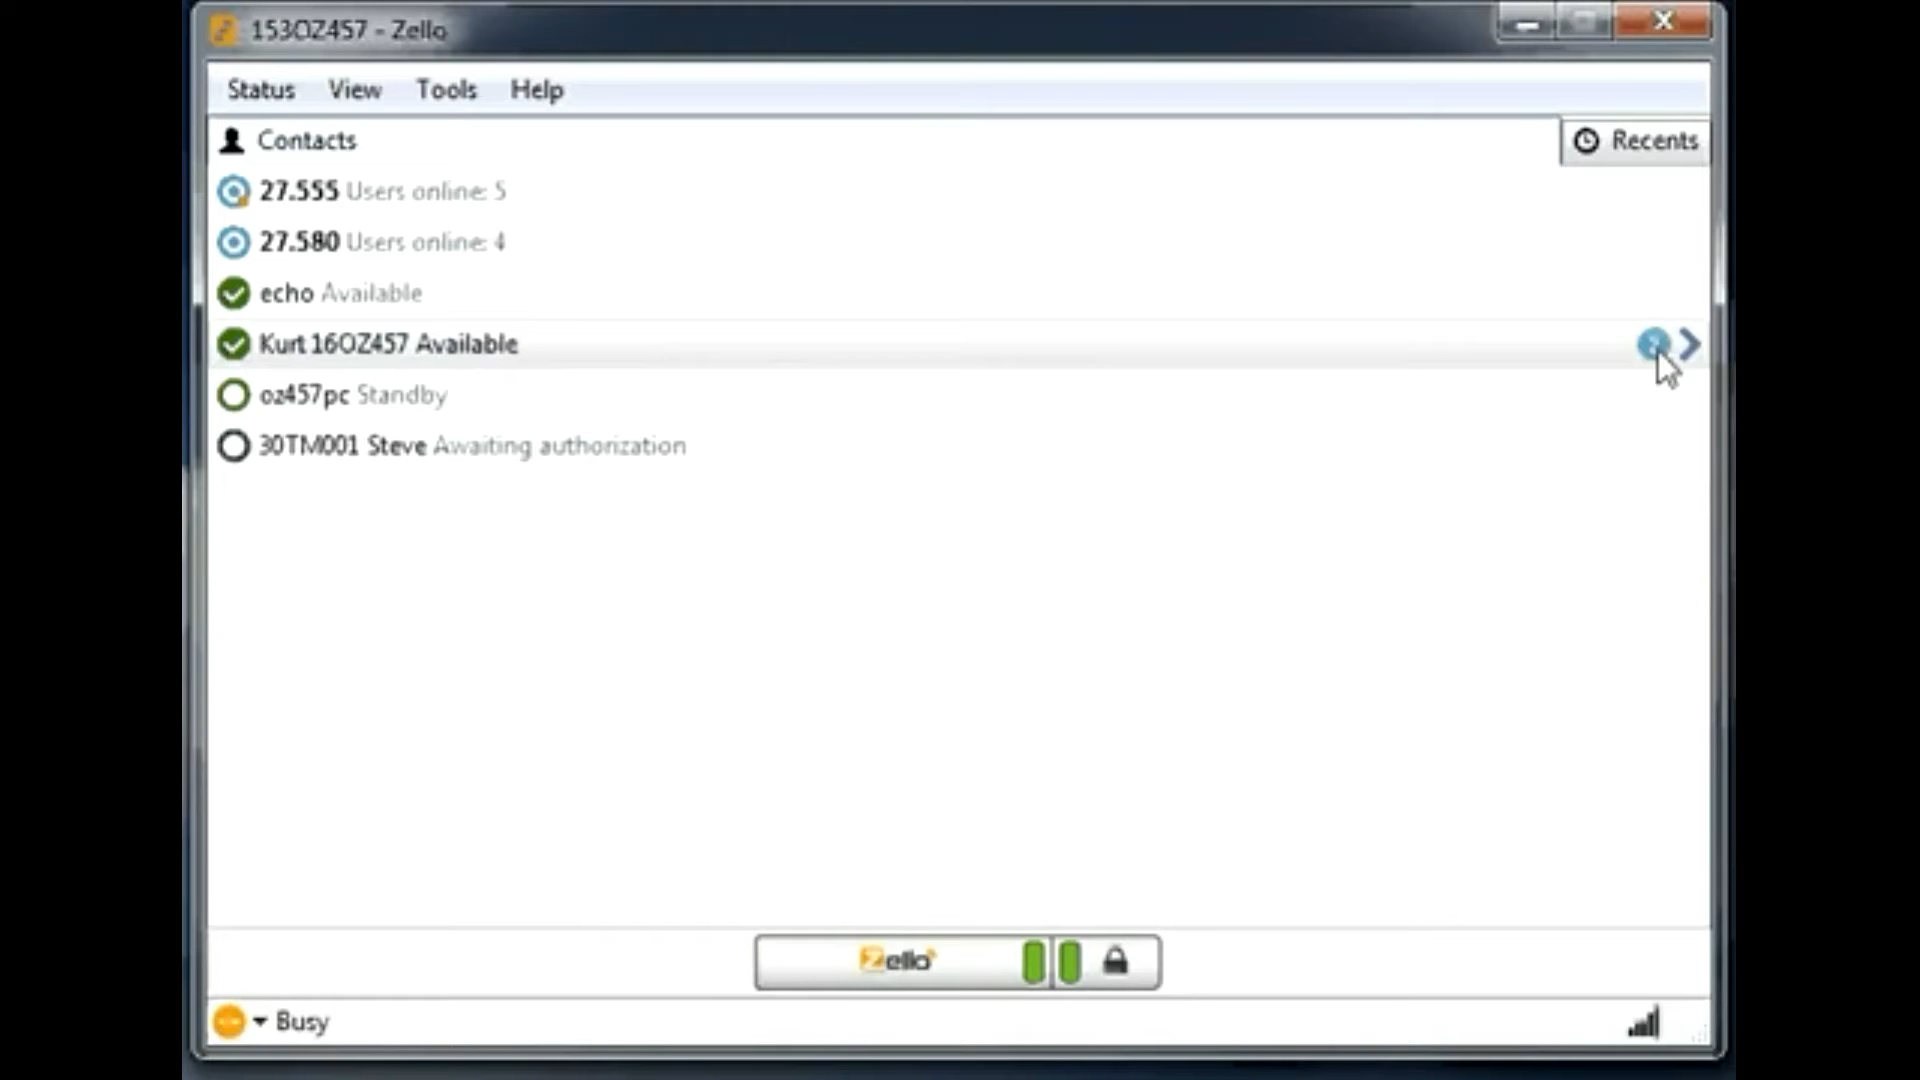 153OZ457 - Zello
Status View Tools Help
Contacts
Recents
27.555 Users online: 5
27.580 Users online: 4
echo Available
Kurt 16OZ457 Available
oz457pc Standby
30TM001 Steve Awaiting authorization
Zello
Busy